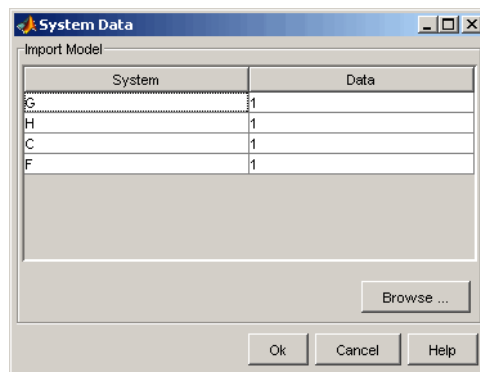 System Data
Import Model
System Data
G 1
H 1
C 1
F 1
Browse ...
Ok Cancel Help